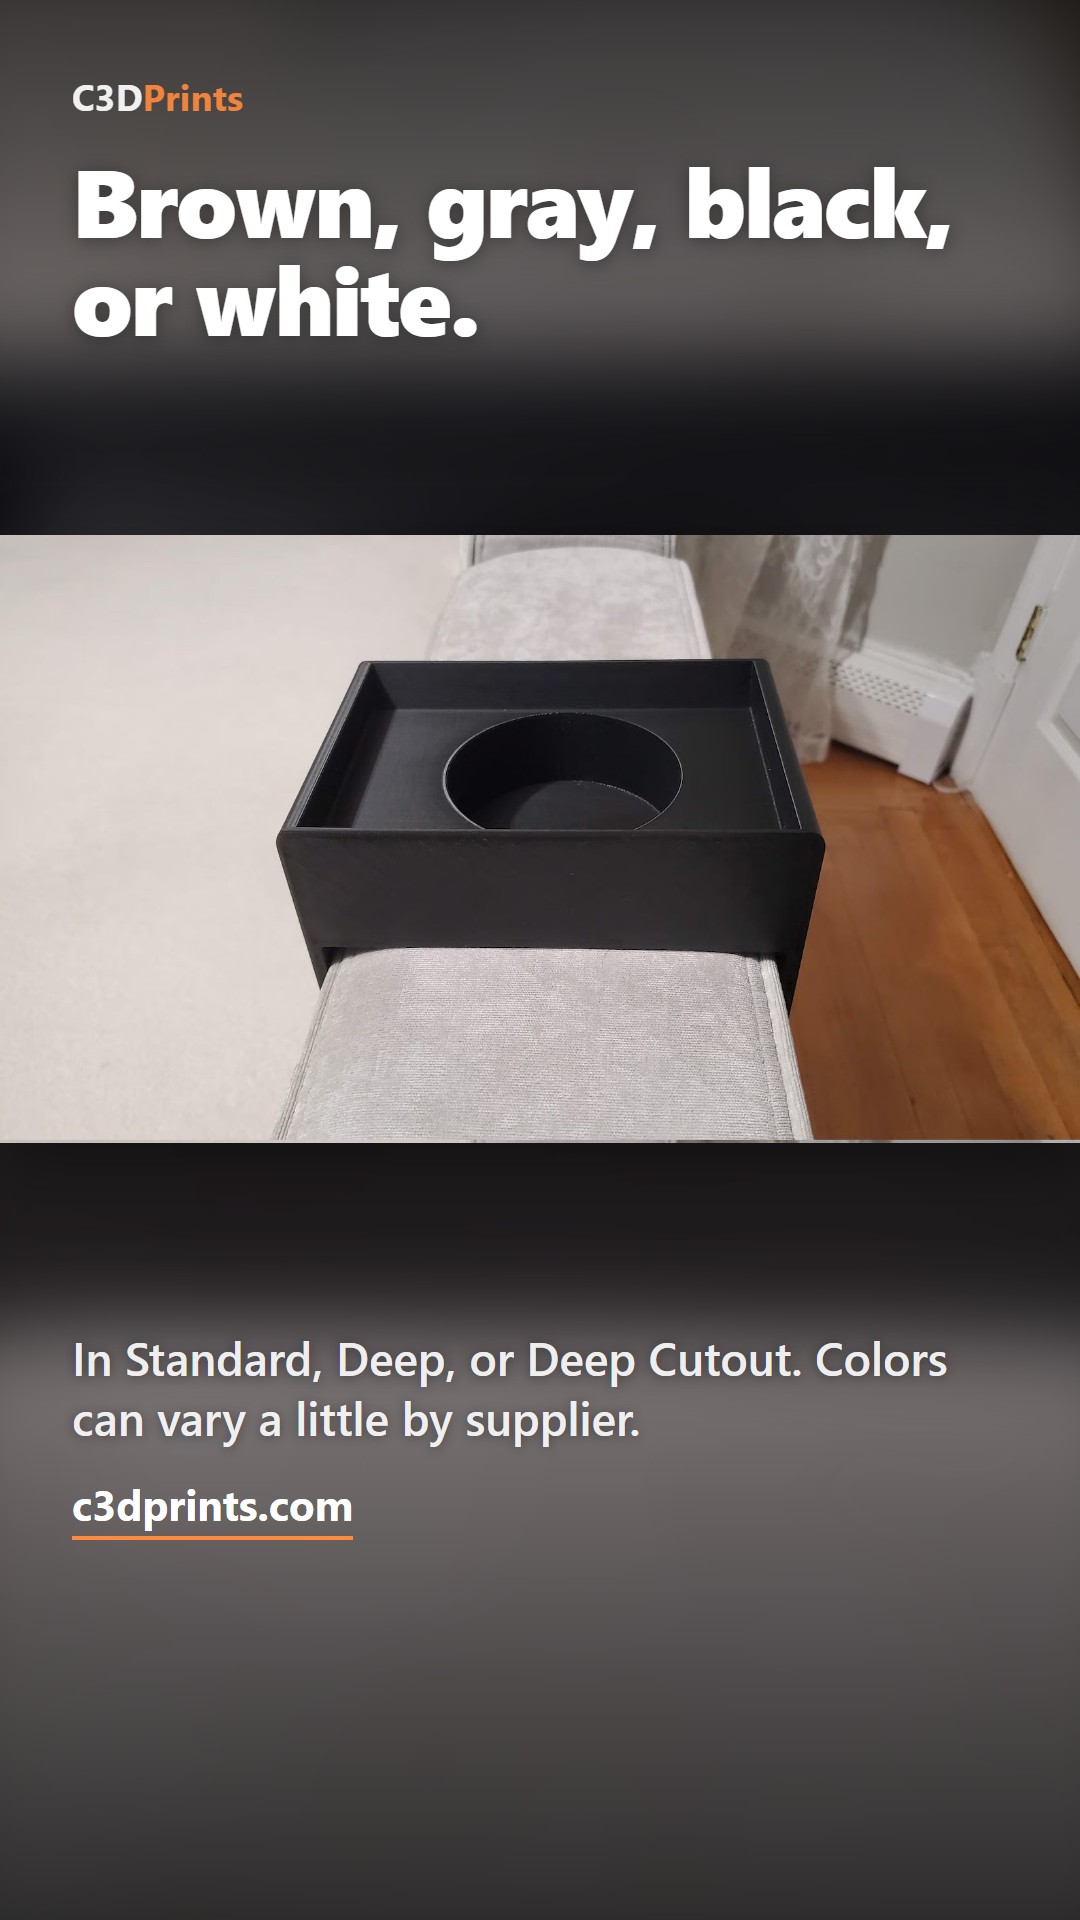 C3DPrints
Brown, gray, black,
or white.
In Standard, Deep, or Deep Cutout. Colors
can vary a little by supplier.
c3dprints.com